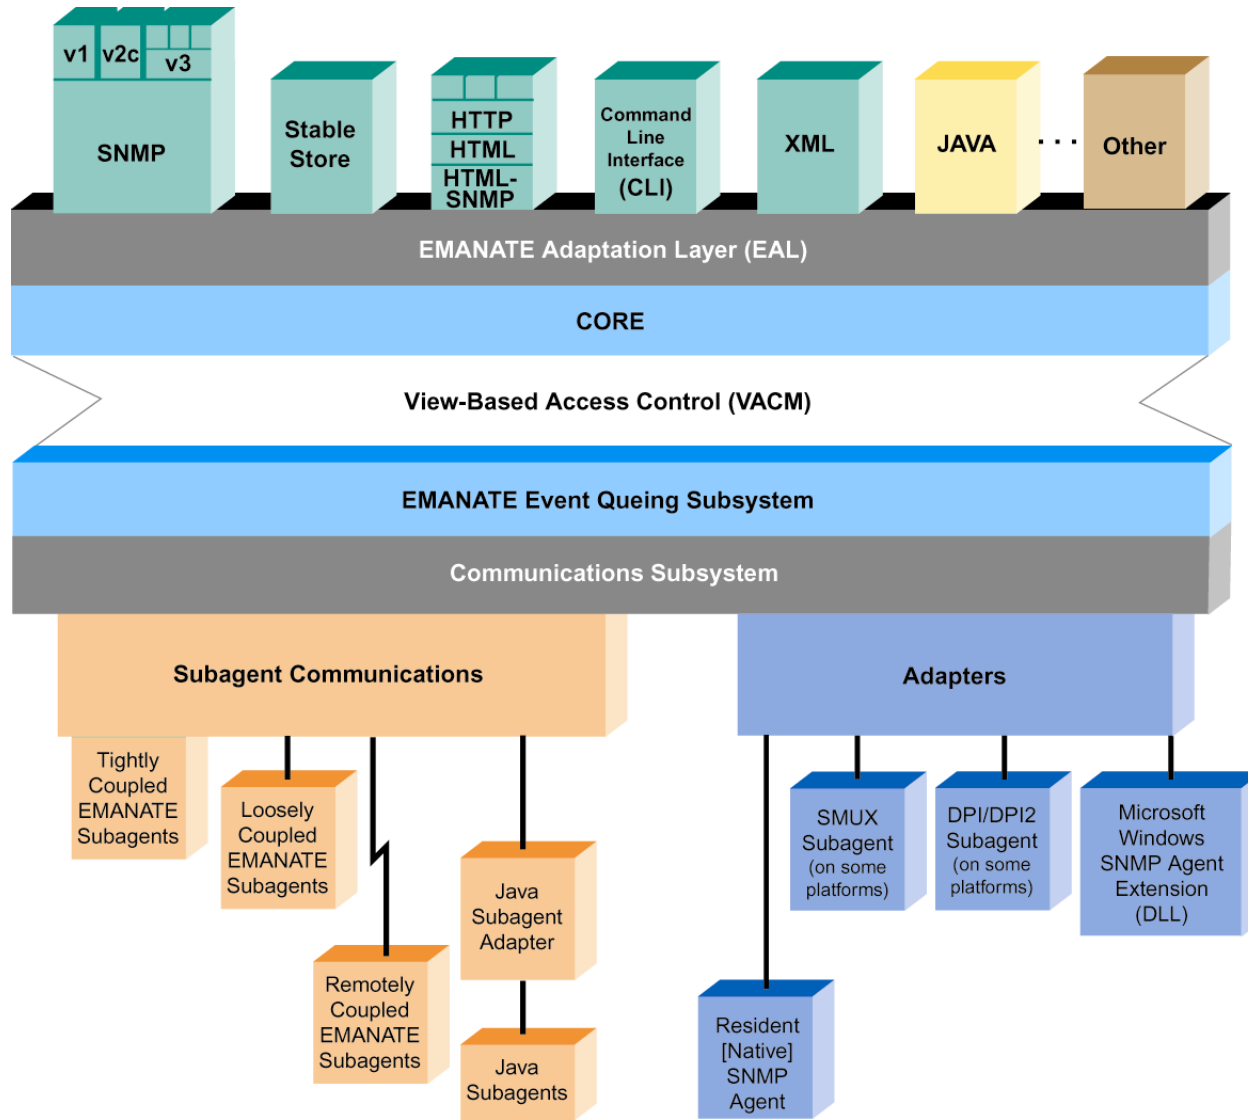 v1
v2c
v3
SNMP
Stable
Store
HTTP
HTML
HTML-
SNMP
Command
Line
Interface
(CLI)
XML
JAVA
. . .
Other
EMANATE Adaptation Layer (EAL)
CORE
View-Based Access Control (VACM)
EMANATE Event Queing Subsystem
Communications Subsystem
Subagent Communications
Adapters
Tightly
Coupled
EMANATE
Subagents
Loosely
Coupled
EMANATE
Subagents
Remotely
Coupled
EMANATE
Subagents
Java
Subagent
Adapter
Java
Subagents
Resident
[Native]
SNMP
Agent
SMUX
Subagent
(on some
platforms)
DPI/DPI2
Subagent
(on some
platforms)
Microsoft
Windows
SNMP Agent
Extension
(DLL)